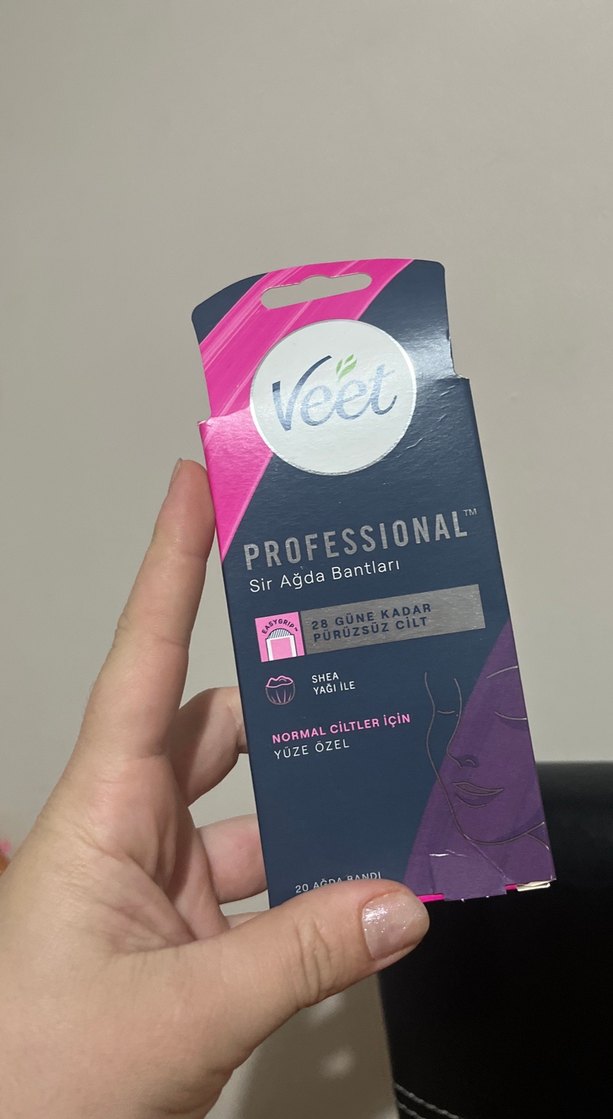 Veet
PROFESSIONAL™
Sir Ağda Bantları
EASYGRIP™
28 GÜNE KADAR
PÜRÜZSÜZ CİLT
SHEA
YAĞI İLE
NORMAL CİLTLER İÇİN
YÜZE ÖZEL
20 AĞDA BANDI